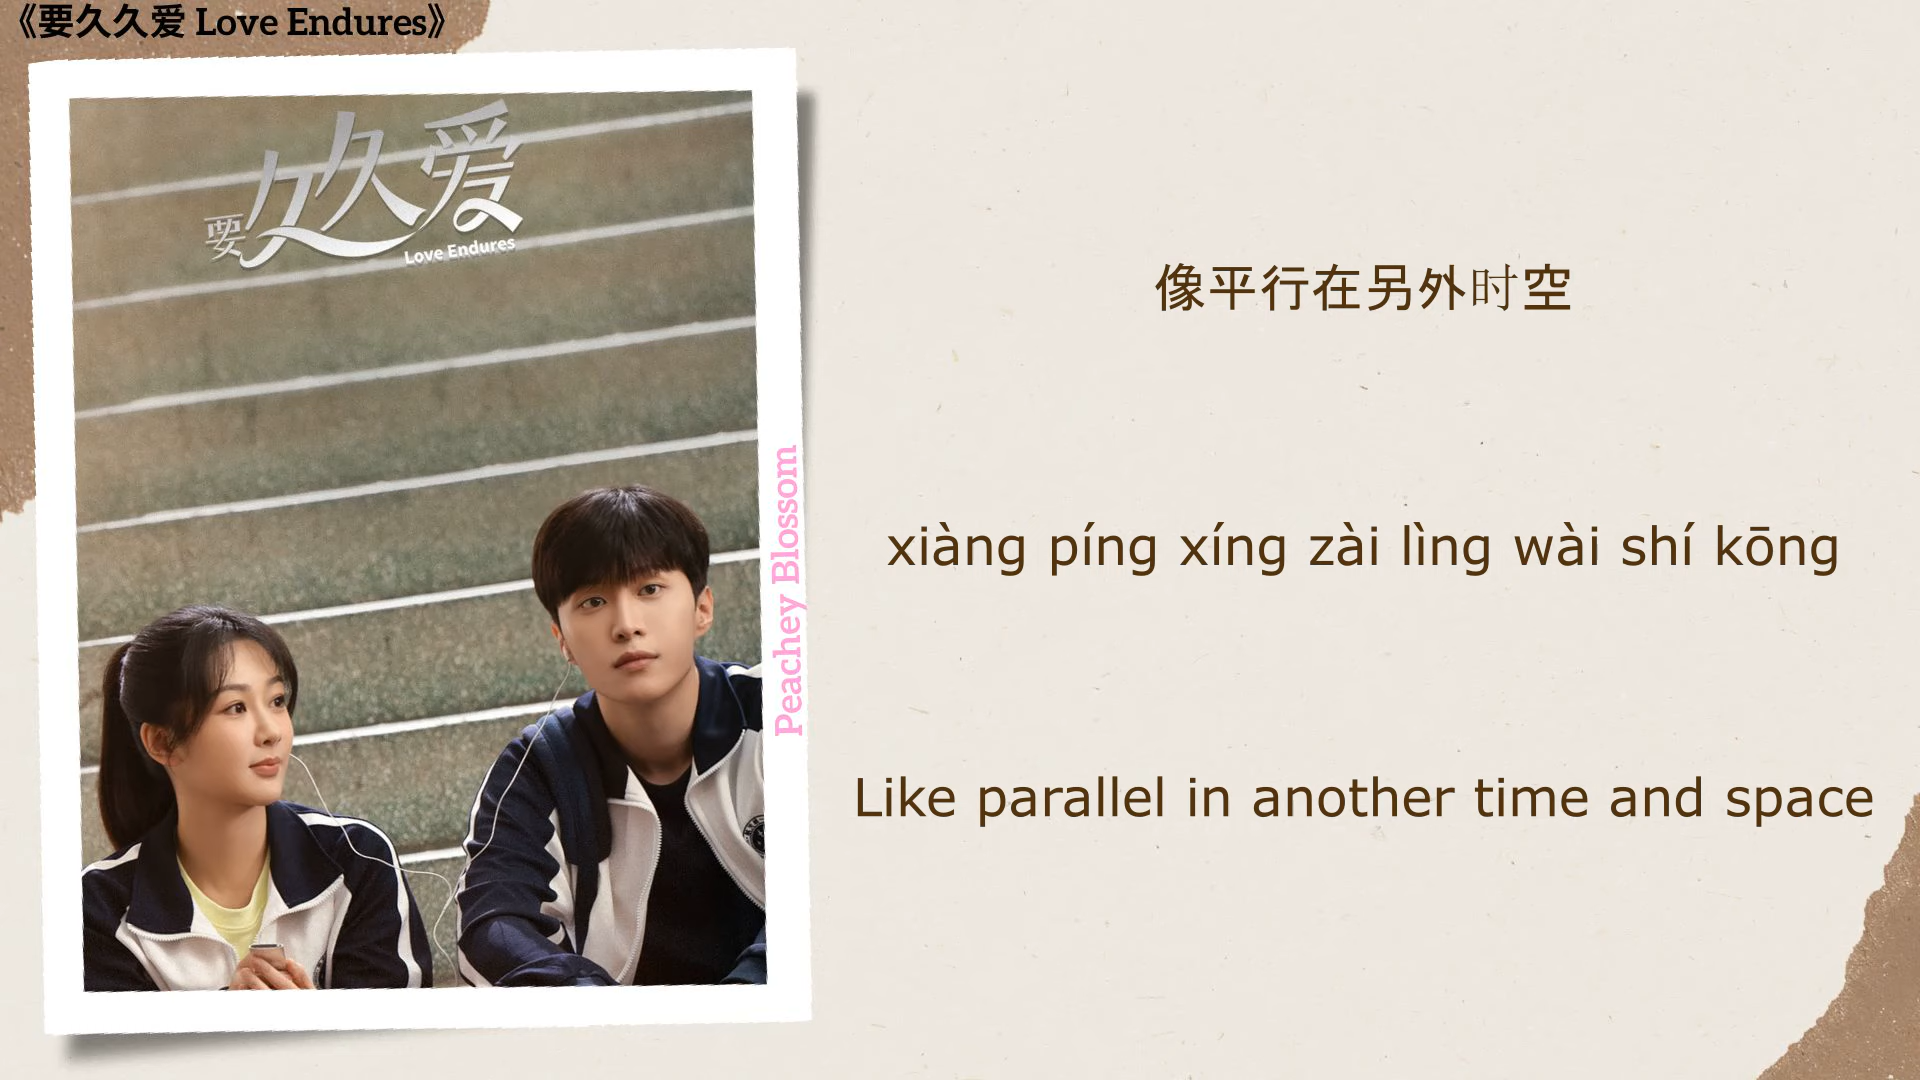 《要久久爱 Love Endures》
要久久爱
Love Endures
Peachey Blossom
像平行在另外时空
xiàng píng xíng zài lìng wài shí kōng
Like parallel in another time and space